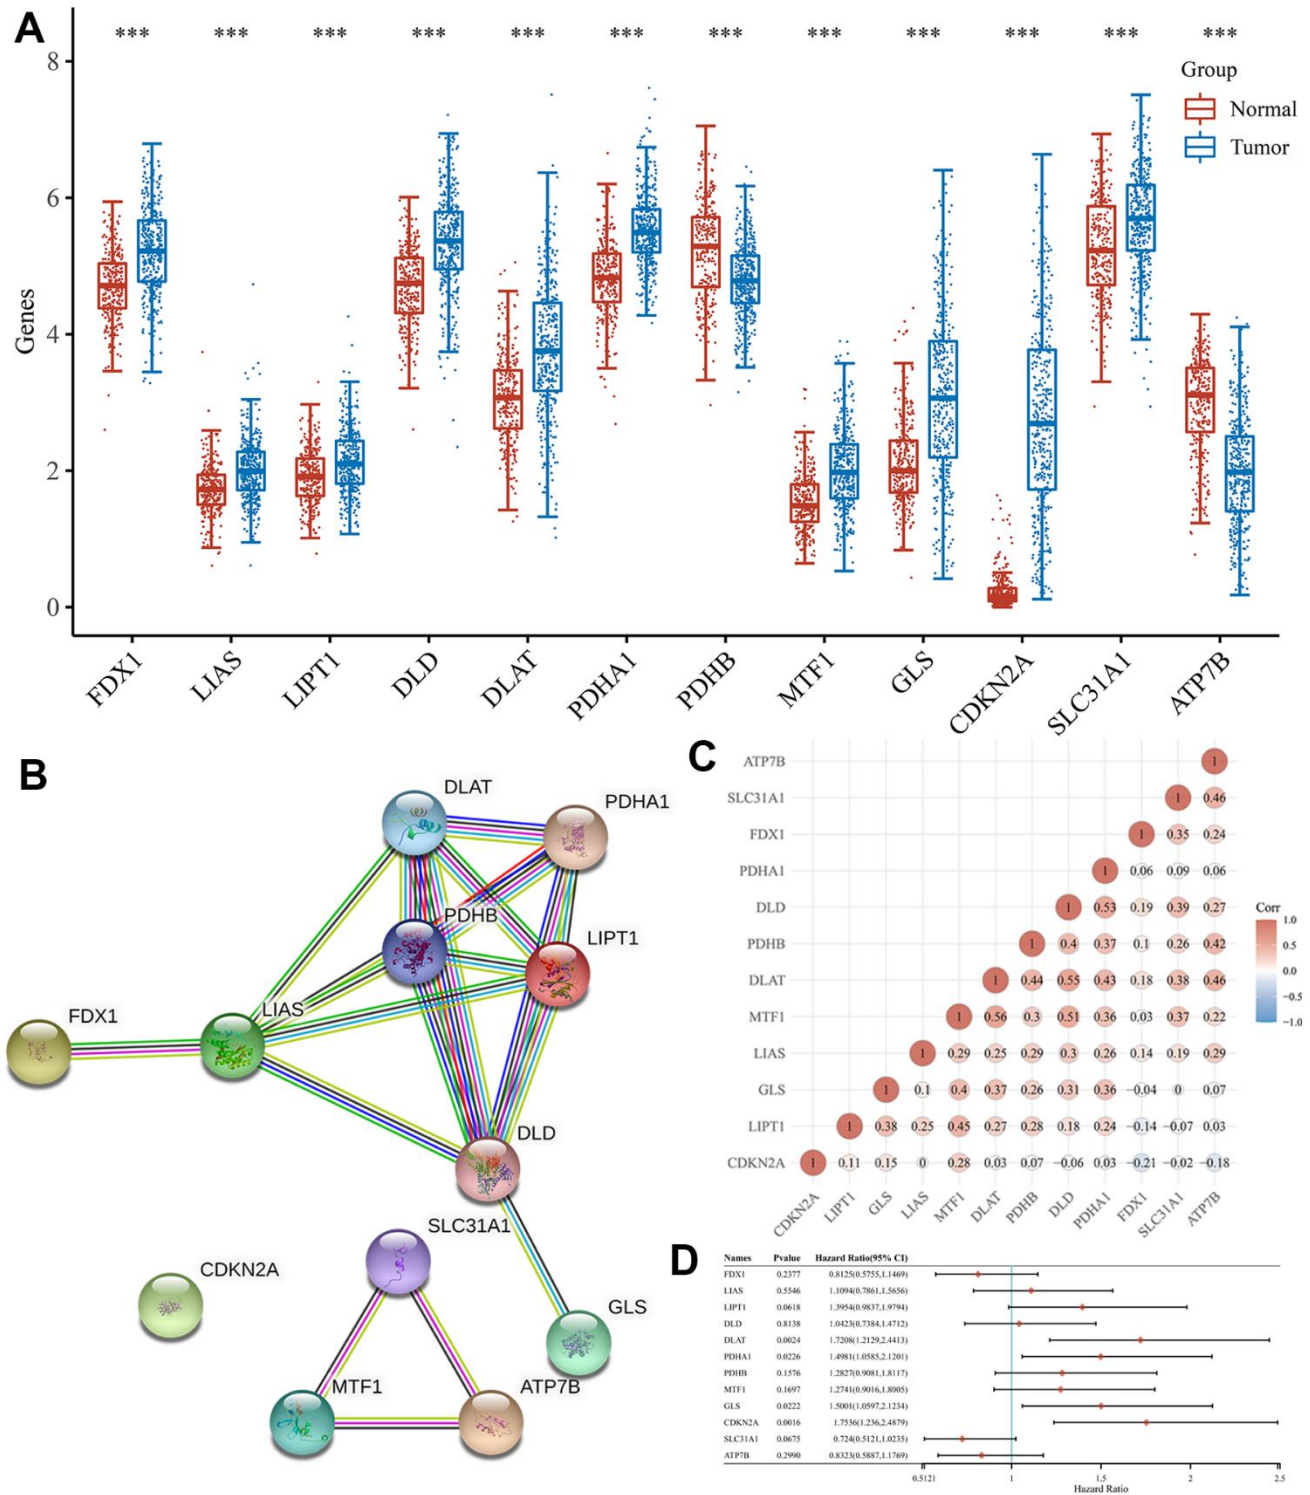 A
*** *** *** *** *** *** *** *** *** *** *** ***
Group
Normal
Tumor
Genes
8
6
4
2
0
FDX1 LIAS LIPT1 DLD DLAT PDHA1 PDHB MTF1 GLS CDKN2A SLC31A1 ATP7B
B
DLAT
PDHA1
PDHB
LIPT1
LIAS
FDX1
DLD
SLC31A1
CDKN2A
GLS
MTF1
ATP7B
C
ATP7B 1
SLC31A1 1 0.46
FDX1 1 0.35 0.24
PDHA1 1 0.06 0.09 0.06
DLD 1 0.53 0.19 0.39 0.27
PDHB 1 0.4 0.37 0.1 0.26 0.42
DLAT 1 0.44 0.55 0.43 0.18 0.38 0.46
MTF1 1 0.56 0.3 0.51 0.36 0.03 0.37 0.22
LIAS 1 0.29 0.25 0.29 0.3 0.26 0.14 0.19 0.29
GLS 1 0.1 0.4 0.37 0.26 0.31 0.36 −0.04 0 0.07
LIPT1 1 0.38 0.25 0.45 0.27 0.28 0.18 0.24 −0.14 −0.07 0.03
CDKN2A 1 0.11 0.15 0 0.28 0.03 0.07 −0.06 0.03 −0.21 −0.02 −0.18
CDKN2A LIPT1 GLS LIAS MTF1 DLAT PDHB DLD PDHA1 FDX1 SLC31A1 ATP7B
Corr
1.0
0.5
0.0
−0.5
−1.0
D
Names Pvalue Hazard Ratio(95% CI)
FDX1 0.2377 0.8125(0.5755,1.1469)
LIAS 0.5546 1.1094(0.7861,1.5656)
LIPT1 0.0618 1.3954(0.9837,1.9794)
DLD 0.8138 1.0423(0.7384,1.4712)
DLAT 0.0024 1.7208(1.2129,2.4413)
PDHA1 0.0226 1.4981(1.0585,2.1201)
PDHB 0.1576 1.2827(0.9081,1.8117)
MTF1 0.1697 1.2741(0.9016,1.8005)
GLS 0.0222 1.5001(1.0597,2.1234)
CDKN2A 0.0016 1.7536(1.236,2.4879)
SLC31A1 0.0675 0.724(0.5121,1.0235)
ATP7B 0.2990 0.8323(0.5887,1.1769)
0.5121 1 1.5 2 2.5
Hazard Ratio